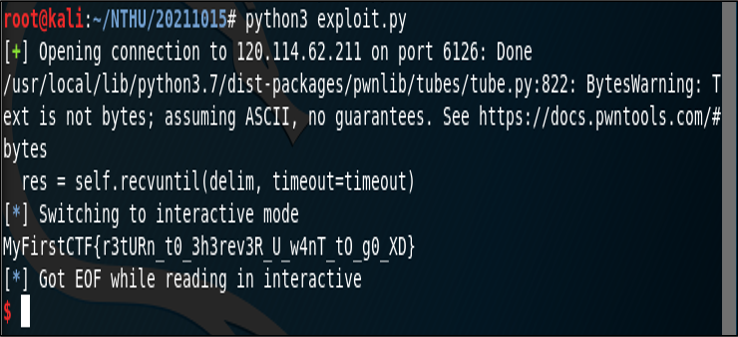 root@kali:~/NTHU/20211015# python3 exploit.py
[+] Opening connection to 120.114.62.211 on port 6126: Done
/usr/local/lib/python3.7/dist-packages/pwnlib/tubes/tube.py:822: BytesWarning: T
ext is not bytes; assuming ASCII, no guarantees. See https://docs.pwntools.com/#
bytes
  res = self.recvuntil(delim, timeout=timeout)
[*] Switching to interactive mode
MyFirstCTF{r3tURn_t0_3h3rev3R_U_w4nT_tO_g0_XD}
[*] Got EOF while reading in interactive
$